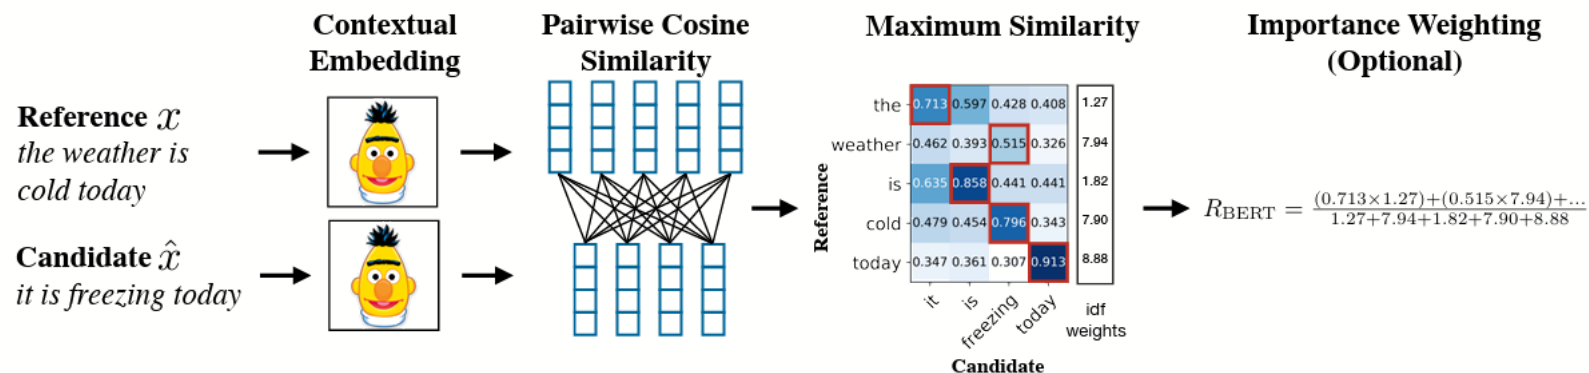 Contextual
Embedding
Pairwise Cosine
Similarity
Maximum Similarity
Importance Weighting
(Optional)
Reference x
the weather is
cold today
Candidate x̂
it is freezing today
Reference
the 0.713 0.597 0.428 0.408 1.27
weather 0.462 0.393 0.515 0.326 7.94
is 0.635 0.858 0.441 0.441 1.82
cold 0.479 0.454 0.796 0.343 7.90
today 0.347 0.361 0.307 0.913 8.88
it is freezing today
idf
weights
Candidate
R_BERT = (0.713×1.27)+(0.515×7.94)+... / 1.27+7.94+1.82+7.90+8.88